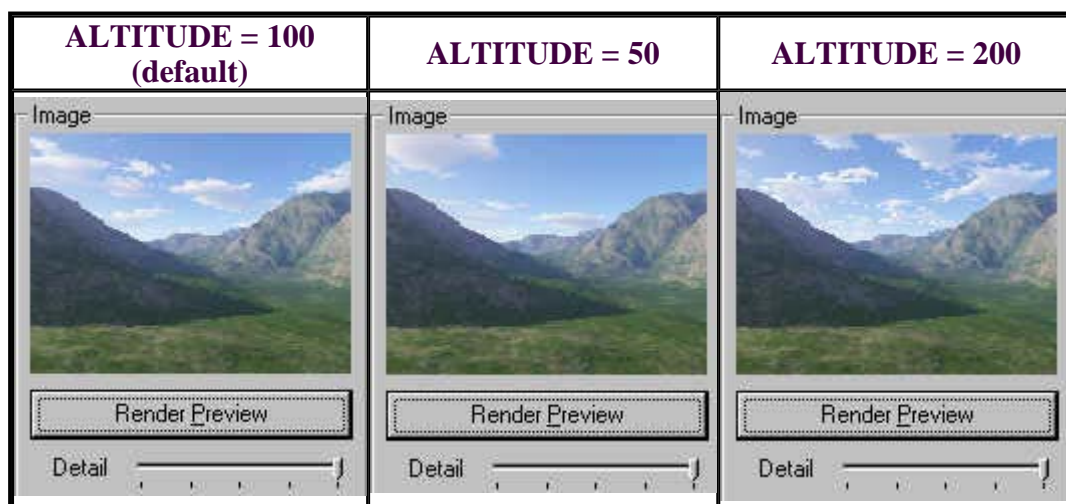 ALTITUDE = 100
(default)
ALTITUDE = 50
ALTITUDE = 200
Image
Image
Image
Render Preview
Render Preview
Render Preview
Detail
Detail
Detail